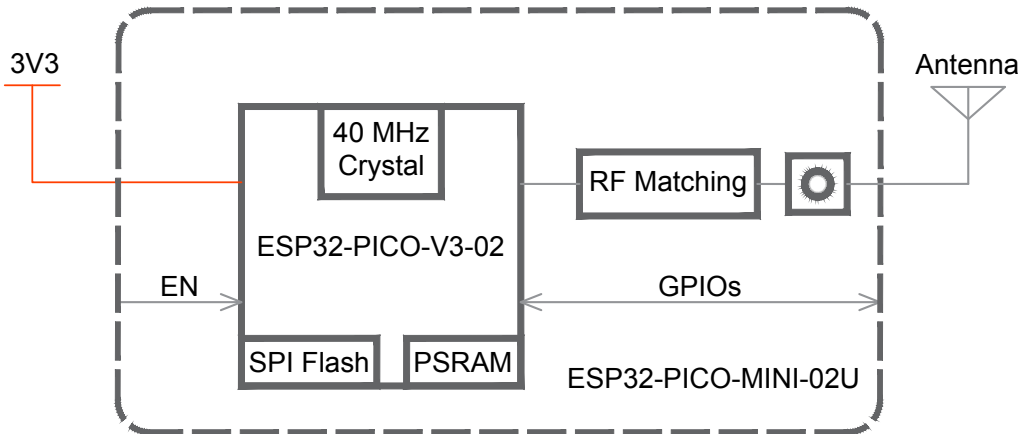 3V3
Antenna
40 MHz
Crystal
RF Matching
ESP32-PICO-V3-02
EN
GPIOs
SPI Flash
PSRAM
ESP32-PICO-MINI-02U